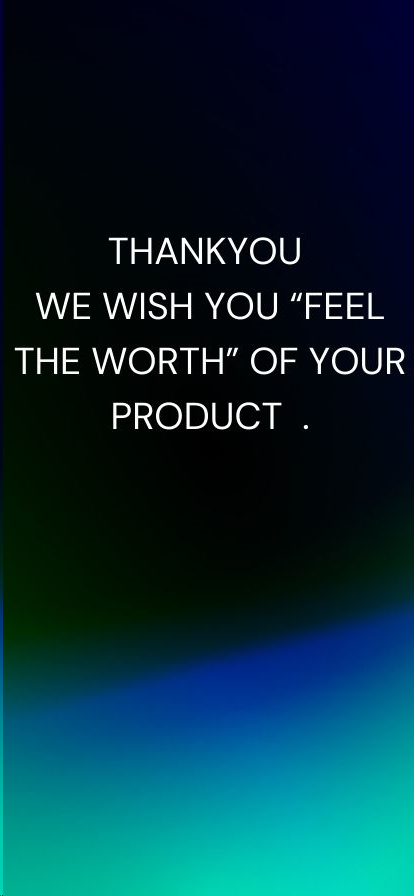 THANKYOU
WE WISH YOU “FEEL
THE WORTH” OF YOUR
PRODUCT  .